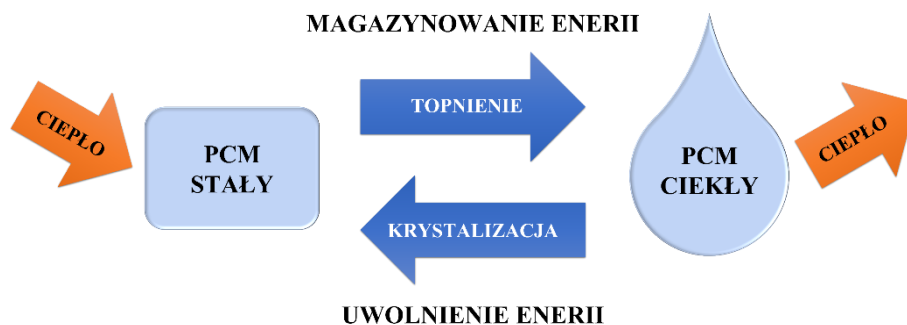 MAGAZYNOWANIE ENERII
CIEPŁO
TOPNIENIE
PCM
STAŁY
PCM
CIEKŁY
CIEPŁO
KRYSTALIZACJA
UWOLNIENIE ENERII